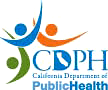 CDPH
California Department of
PublicHealth